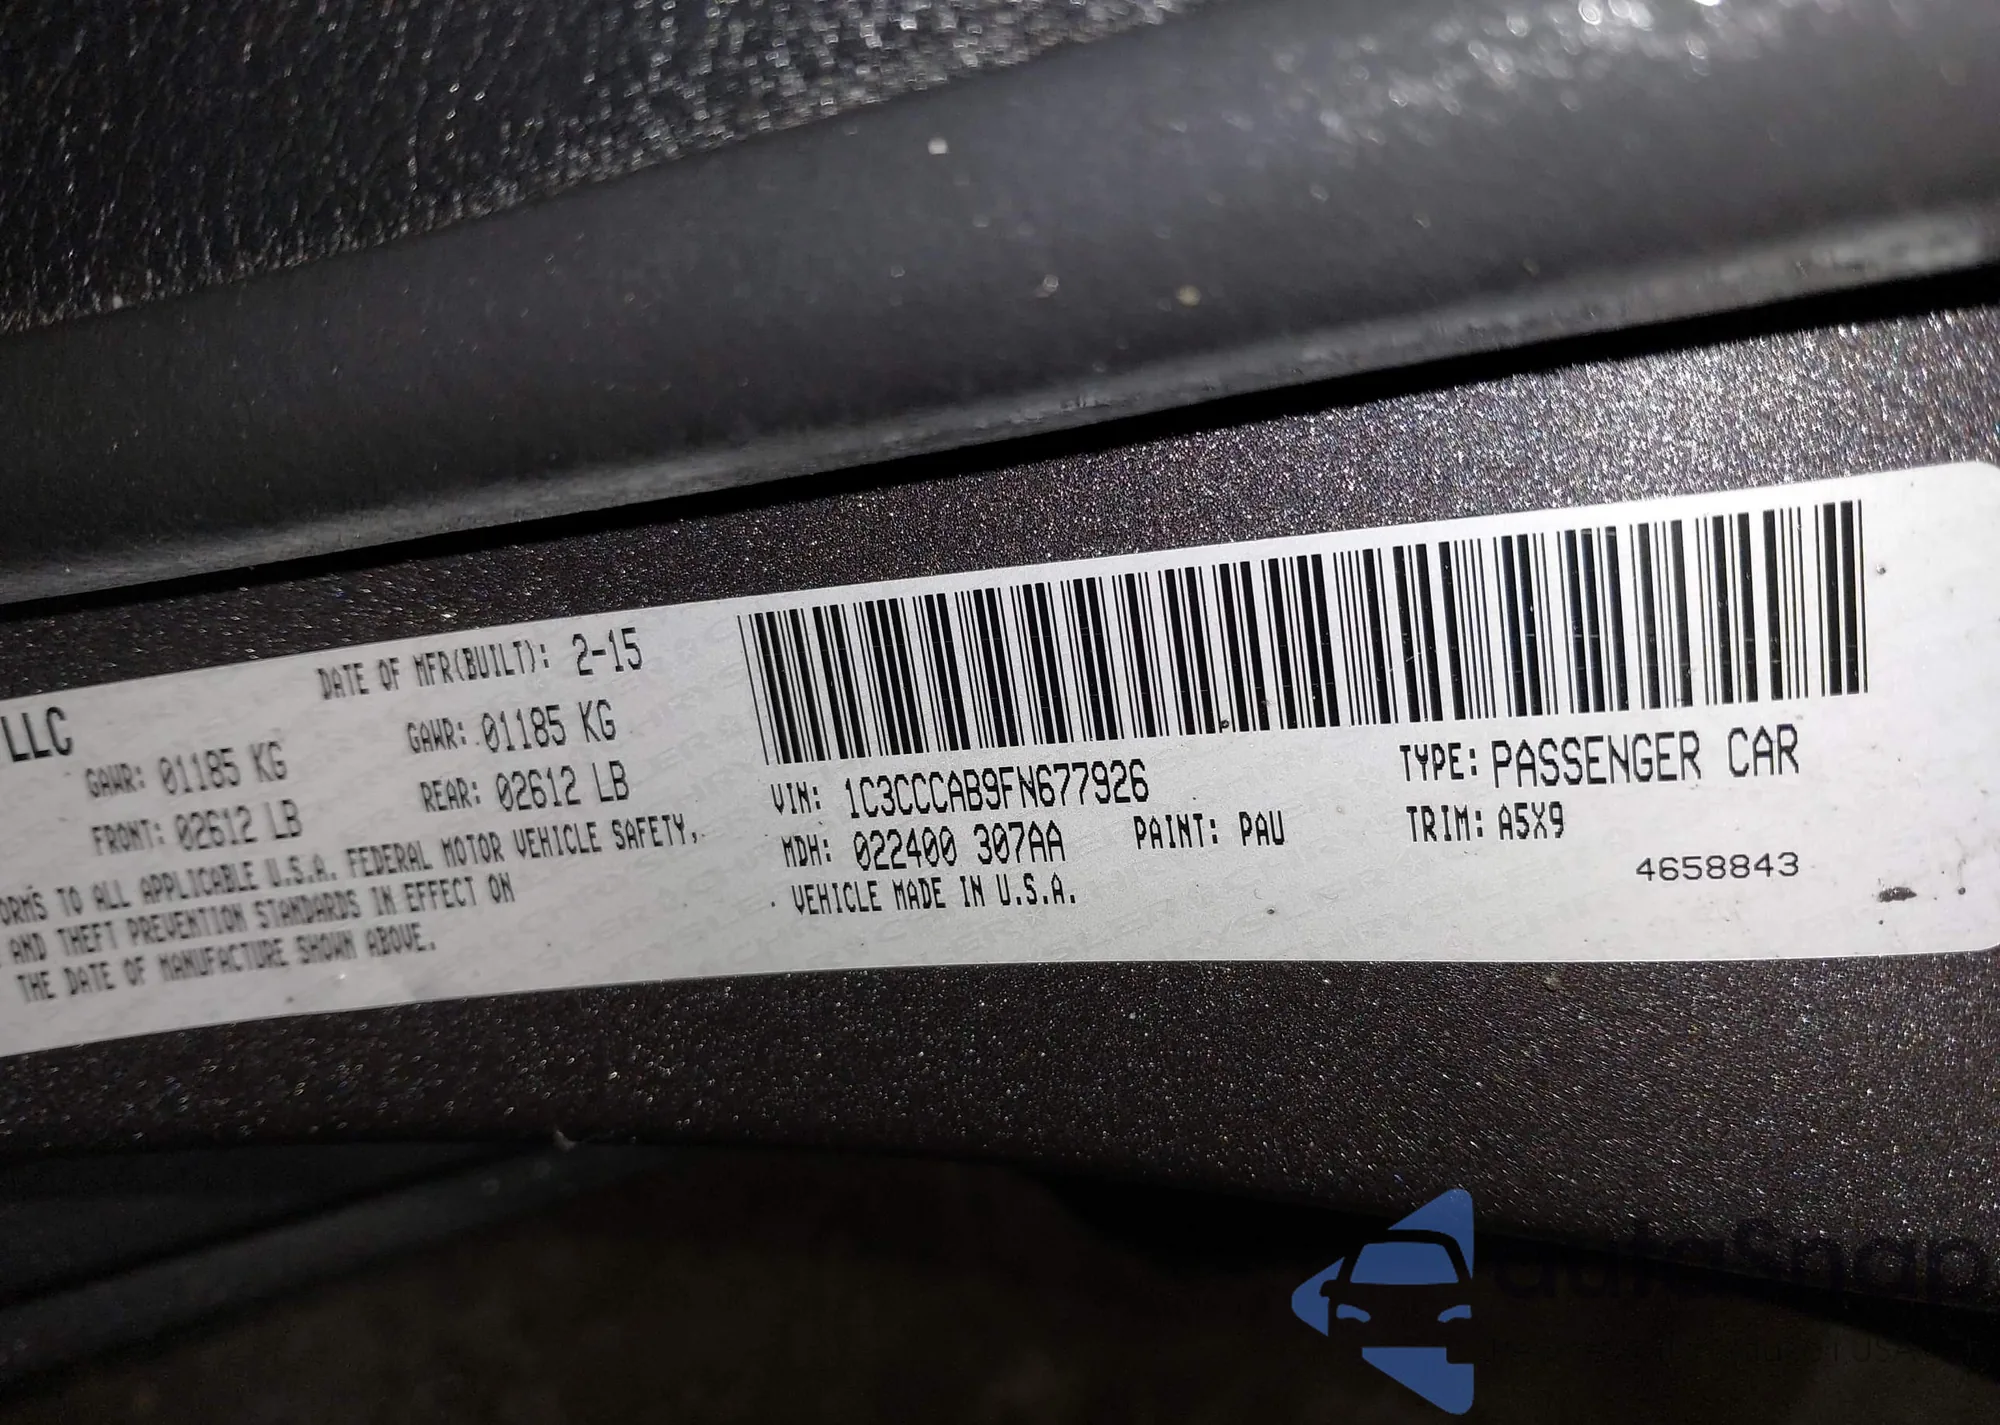 DATE OF MFR(BUILT): 2-15
LLC
GAWR: 01185 KG
GAWR: 01185 KG
FRONT: 02612 LB
REAR: 02612 LB
ORMS TO ALL APPLICABLE U.S.A. FEDERAL MOTOR VEHICLE SAFETY,
AND THEFT PREVENTION STANDARDS IN EFFECT ON
THE DATE OF MANUFACTURE SHOWN ABOVE.
VIN: 1C3CCCAB9FN677926
TYPE: PASSENGER CAR
MDH: 022400 307AA
PAINT: PAU
TRIM: A5X9
VEHICLE MADE IN U.S.A.
4658843